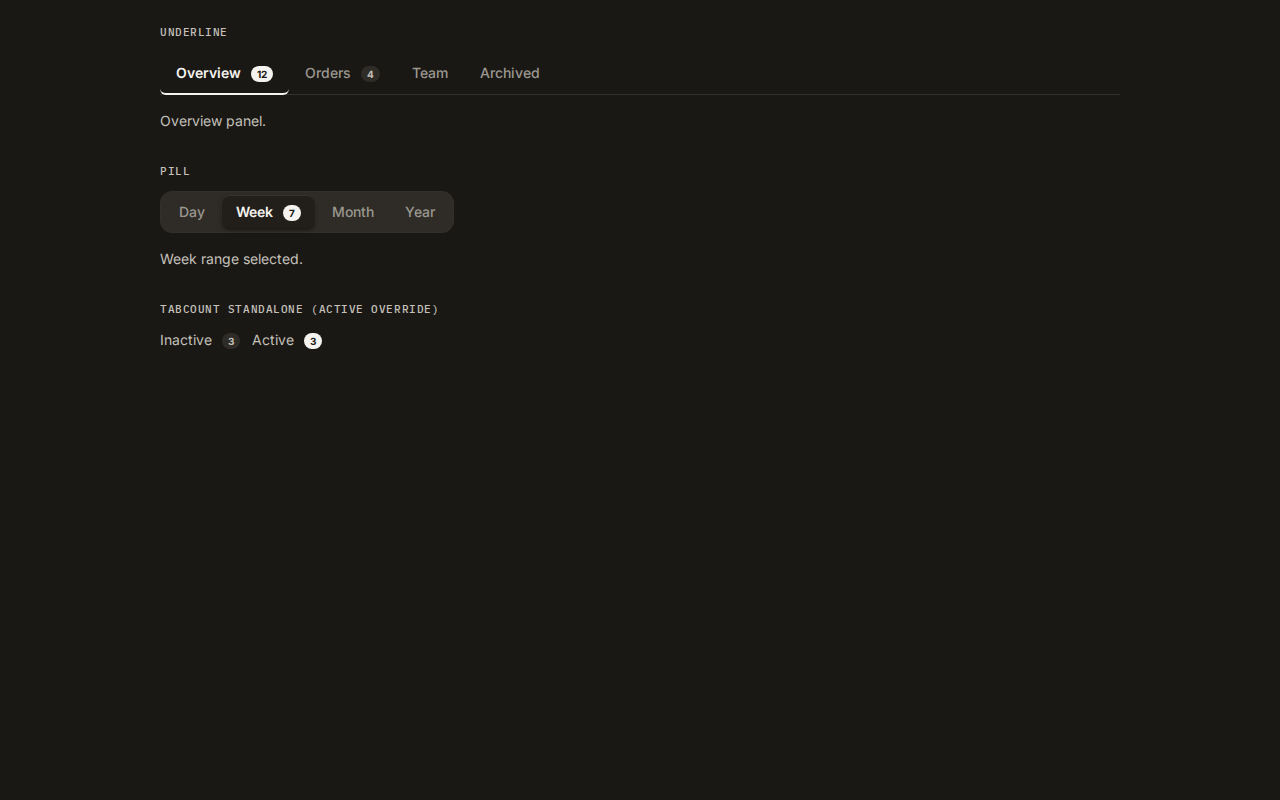 UNDERLINE
Overview 12 Orders 4 Team Archived
Overview panel.
PILL
Day Week 7 Month Year
Week range selected.
TABCOUNT STANDALONE (ACTIVE OVERRIDE)
Inactive 3 Active 3